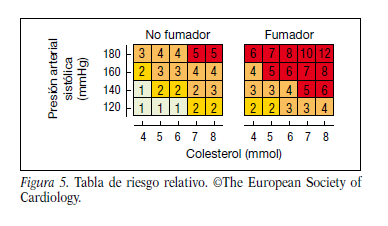 No fumador Fumador
Presión arterial
sistólica
(mmHg)
180 3 4 4 5 5 6 7 8 10 12
160 2 3 3 4 4 4 5 6 7 8
140 1 2 2 2 3 3 3 4 5 6
120 1 1 1 2 2 2 2 3 3 4
4 5 6 7 8 4 5 6 7 8
Colesterol (mmol)
Figura 5. Tabla de riesgo relativo. ©The European Society of
Cardiology.